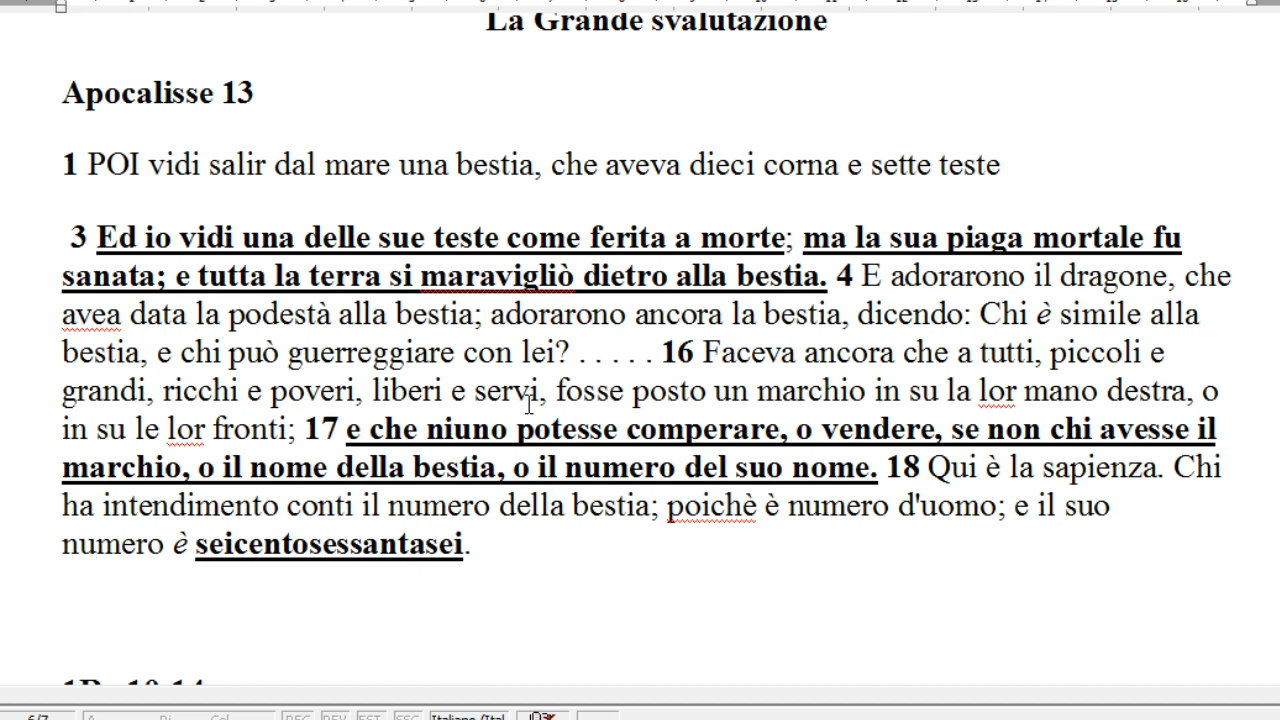 La Grande svalutazione
Apocalisse 13
1 POI vidi salir dal mare una bestia, che aveva dieci corna e sette teste
3 Ed io vidi una delle sue teste come ferita a morte; ma la sua piaga mortale fu
sanata; e tutta la terra si maravigliò dietro alla bestia. 4 E adorarono il dragone, che
avea data la podestà alla bestia; adorarono ancora la bestia, dicendo: Chi è simile alla
bestia, e chi può guerreggiare con lei? . . . . . 16 Faceva ancora che a tutti, piccoli e
grandi, ricchi e poveri, liberi e servi, fosse posto un marchio in su la lor mano destra, o
in su le lor fronti; 17 e che niuno potesse comperare, o vendere, se non chi avesse il
marchio, o il nome della bestia, o il numero del suo nome. 18 Qui è la sapienza. Chi
ha intendimento conti il numero della bestia; poichè è numero d'uomo; e il suo
numero è seicentosessantasei.